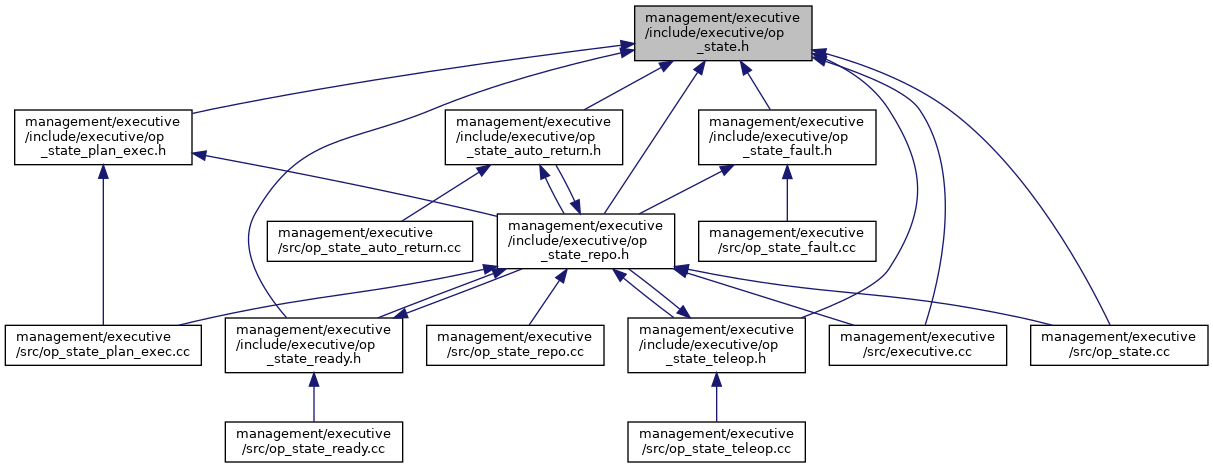 management/executive
/include/executive/op
_state.h
management/executive
/include/executive/op
_state_plan_exec.h
management/executive
/include/executive/op
_state_auto_return.h
management/executive
/include/executive/op
_state_fault.h
management/executive
/src/op_state_auto_return.cc
management/executive
/include/executive/op
_state_repo.h
management/executive
/src/op_state_fault.cc
management/executive
/src/op_state_plan_exec.cc
management/executive
/include/executive/op
_state_ready.h
management/executive
/src/op_state_repo.cc
management/executive
/include/executive/op
_state_teleop.h
management/executive
/src/executive.cc
management/executive
/src/op_state.cc
management/executive
/src/op_state_ready.cc
management/executive
/src/op_state_teleop.cc